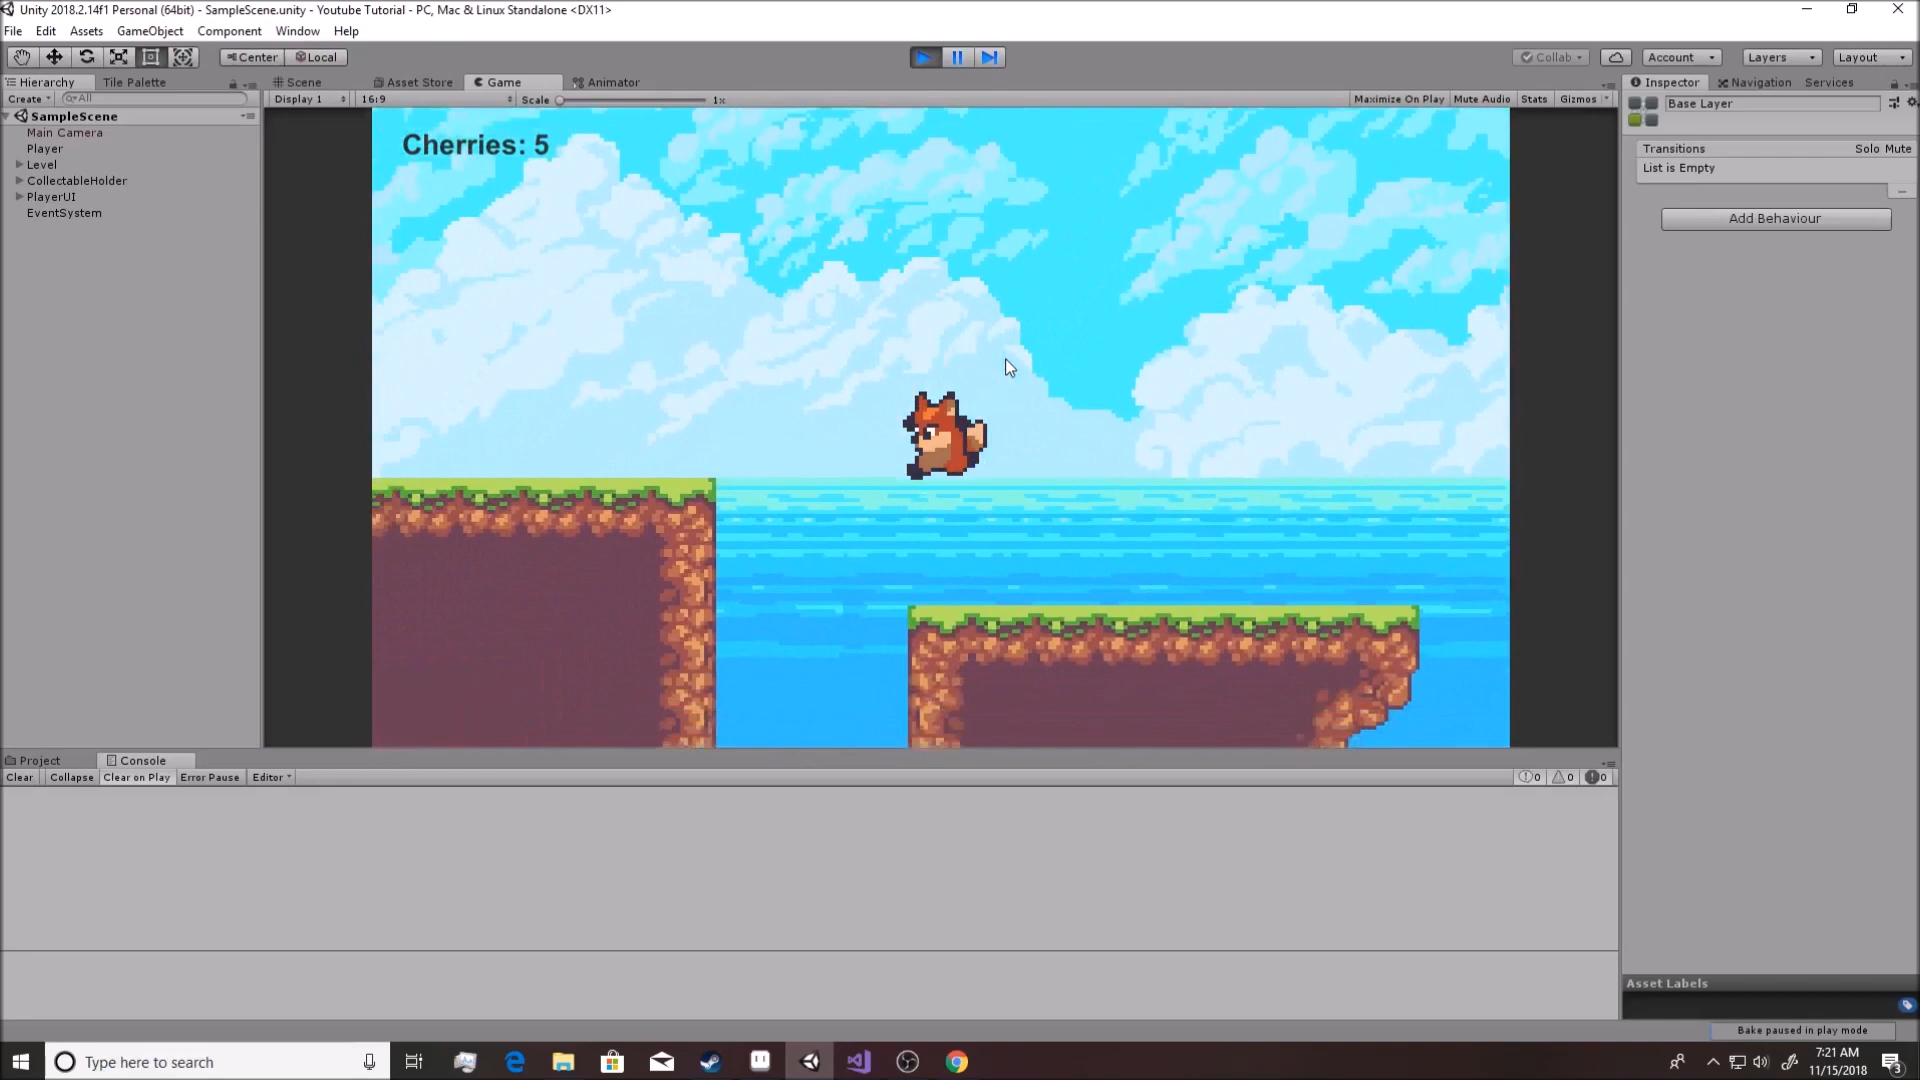 Unity 2018.2.14f1 Personal (64bit) - SampleScene.unity - Youtube Tutorial - PC, Mac & Linux Standalone <DX11>
File Edit Assets GameObject Component Window Help
Center Local Collab Account Layers Layout
Hierarchy Tile Palette Scene Asset Store Game Animator Inspector Navigation Services
Create All Display 1 16:9 Scale 1x Maximize On Play Mute Audio Stats Gizmos Base Layer
SampleScene
Main Camera
Player
Level
CollectableHolder
PlayerUI
EventSystem
Cherries: 5
Transitions Solo Mute
List is Empty
Add Behaviour
Project Console
Clear Collapse Clear on Play Error Pause Editor 0 0 0
Asset Labels
Bake paused in play mode
Type here to search
7:21 AM
11/15/2018
3